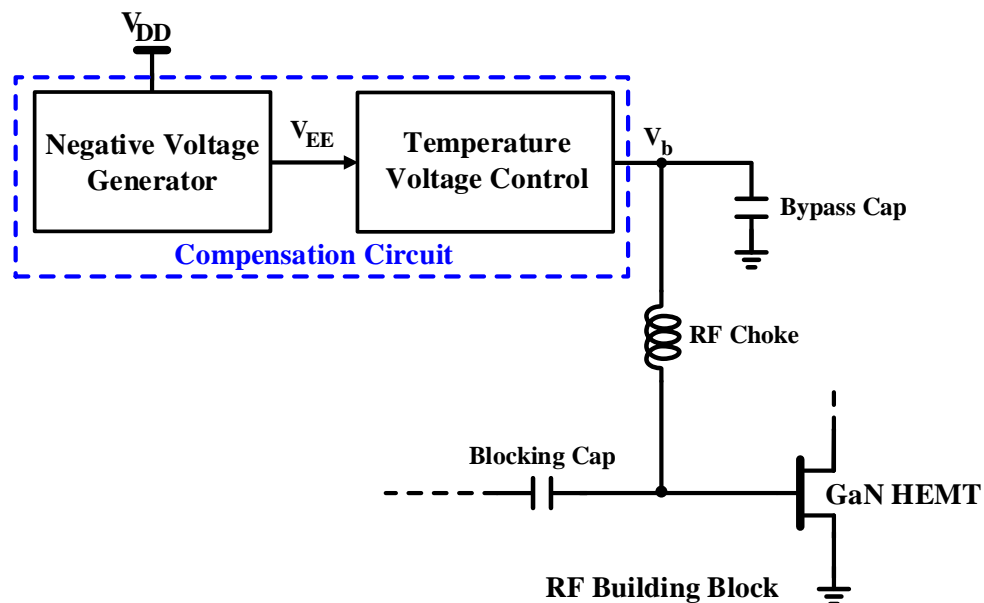 VDD
Negative Voltage
Generator
VEE
Temperature
Voltage Control
Vb
Bypass Cap
Compensation Circuit
RF Choke
Blocking Cap
GaN HEMT
RF Building Block